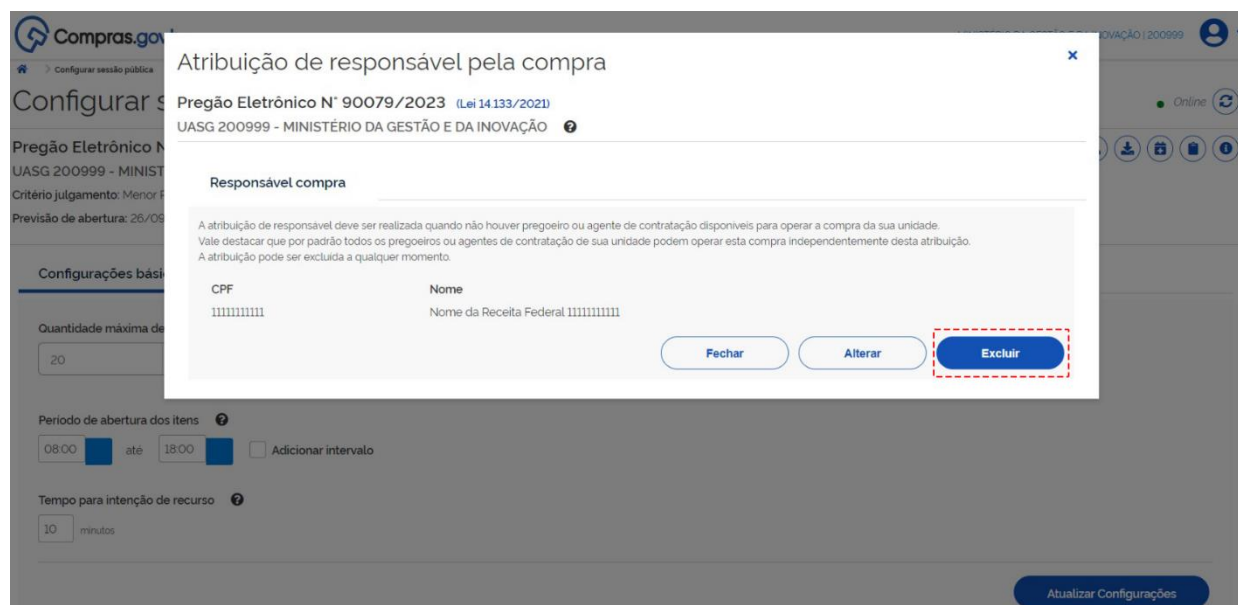 Compras.gov
OVAÇÃO | 200999
Configurar sessão pública
Configurar s
Online
Pregão Eletrônico N
UASG 200999 - MINIST
Critério julgamento: Menor P
Previsão de abertura: 26/09
Atribuição de responsável pela compra
×
Pregão Eletrônico N° 90079/2023 (Lei 14.133/2021)
UASG 200999 - MINISTÉRIO DA GESTÃO E DA INOVAÇÃO
Responsável compra
A atribuição de responsável deve ser realizada quando não houver pregoeiro ou agente de contratação disponíveis para operar a compra da sua unidade.
Vale destacar que por padrão todos os pregoeiros ou agentes de contratação de sua unidade podem operar esta compra independentemente desta atribuição.
A atribuição pode ser excluída a qualquer momento.
CPF Nome
11111111111 Nome da Receita Federal 11111111111
Fechar Alterar Excluir
Configurações bási
Quantidade máxima de
20
Período de abertura dos itens
08:00 até 18:00 Adicionar intervalo
Tempo para intenção de recurso
10 minutos
Atualizar Configurações